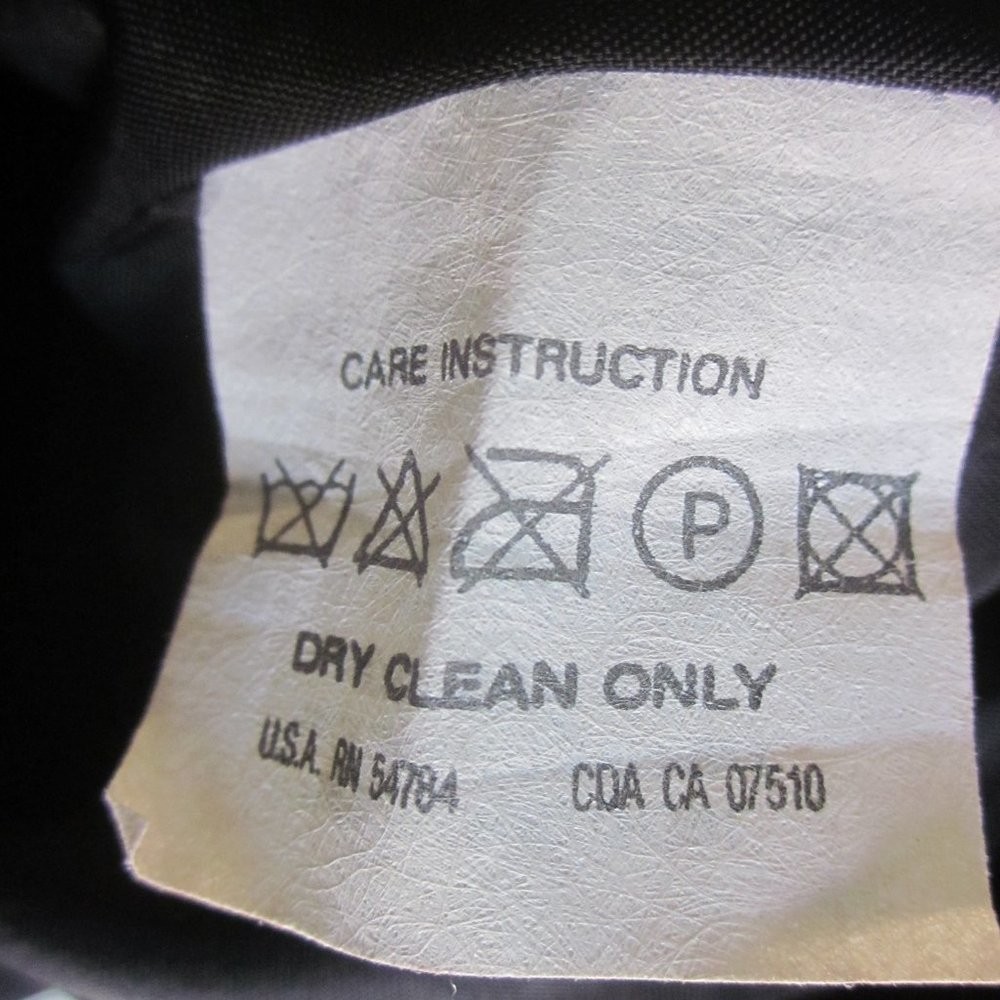 CARE INSTRUCTION
P
DRY CLEAN ONLY
U.S.A. RN 54784 CDA CA 07510